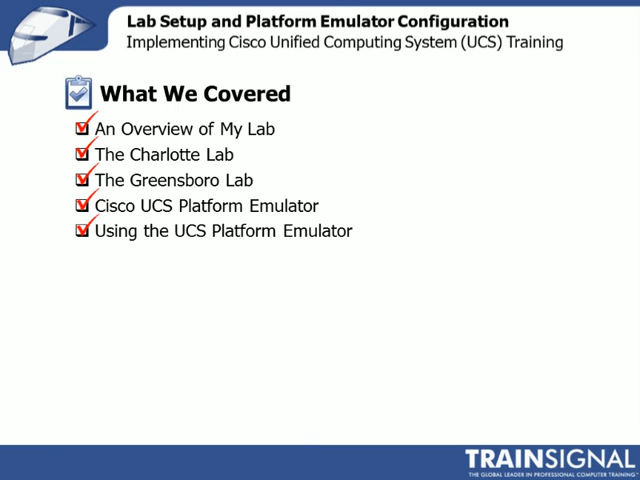 Lab Setup and Platform Emulator Configuration
Implementing Cisco Unified Computing System (UCS) Training
What We Covered
An Overview of My Lab
The Charlotte Lab
The Greensboro Lab
Cisco UCS Platform Emulator
Using the UCS Platform Emulator
TRAINSIGNAL
THE GLOBAL LEADER IN PROFESSIONAL COMPUTER TRAINING™